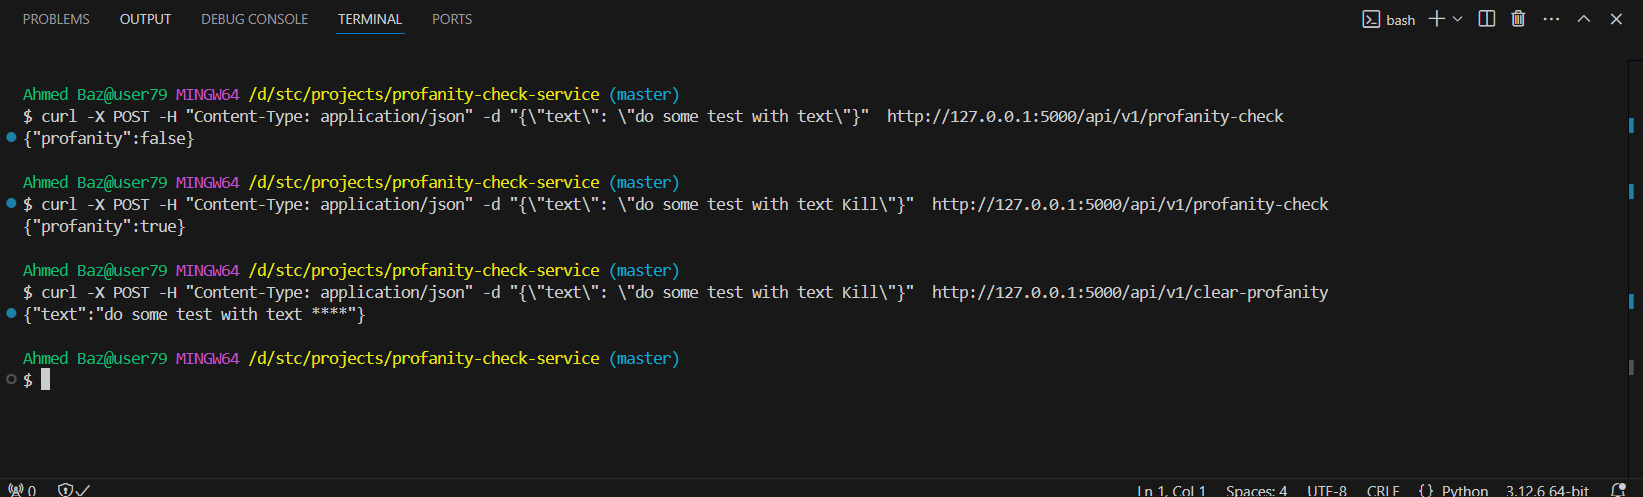 PROBLEMS OUTPUT DEBUG CONSOLE TERMINAL PORTS bash
Ahmed Baz@user79 MINGW64 /d/stc/projects/profanity-check-service (master)
$ curl -X POST -H "Content-Type: application/json" -d "{\"text\": \"do some test with text\"}"  http://127.0.0.1:5000/api/v1/profanity-check
{"profanity":false}
Ahmed Baz@user79 MINGW64 /d/stc/projects/profanity-check-service (master)
$ curl -X POST -H "Content-Type: application/json" -d "{\"text\": \"do some test with text Kill\"}"  http://127.0.0.1:5000/api/v1/profanity-check
{"profanity":true}
Ahmed Baz@user79 MINGW64 /d/stc/projects/profanity-check-service (master)
$ curl -X POST -H "Content-Type: application/json" -d "{\"text\": \"do some test with text Kill\"}"  http://127.0.0.1:5000/api/v1/clear-profanity
{"text":"do some test with text ****"}
Ahmed Baz@user79 MINGW64 /d/stc/projects/profanity-check-service (master)
$
0 Ln 1, Col 1 Spaces: 4 UTF-8 CRLF {} Python 3.12.6 64-bit